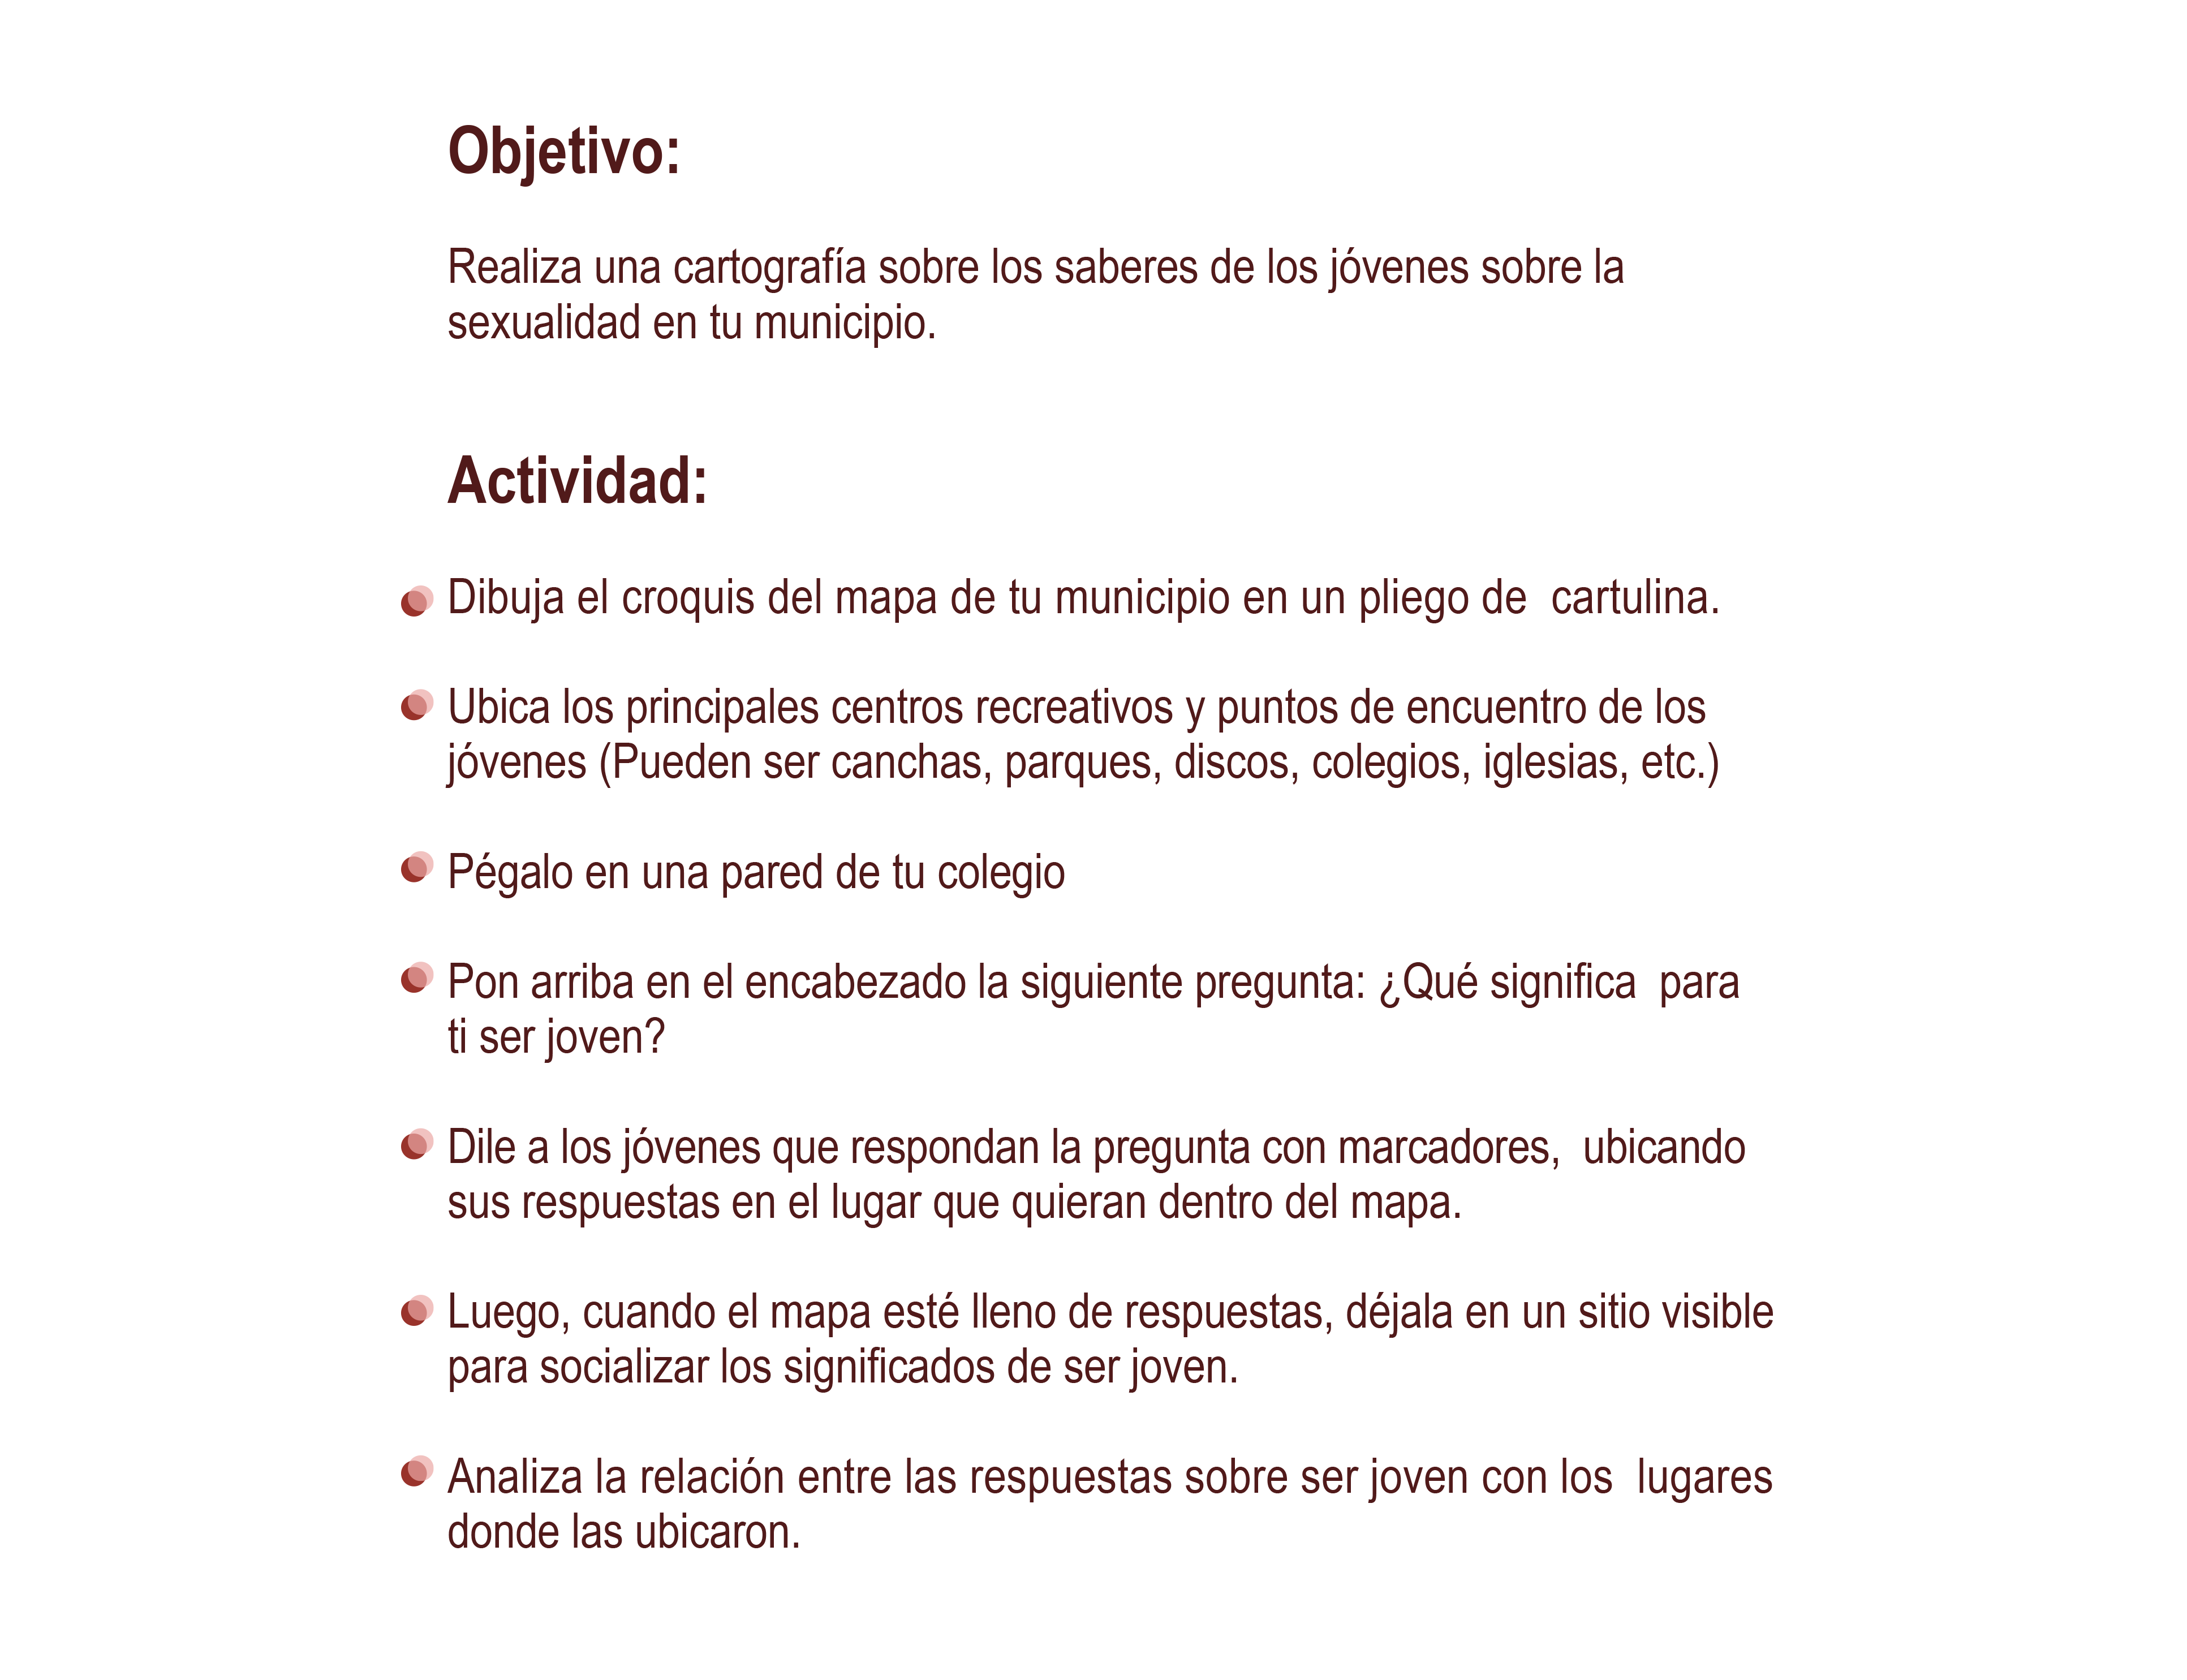 Objetivo:
Realiza una cartografía sobre los saberes de los jóvenes sobre la
sexualidad en tu municipio.
Actividad:
Dibuja el croquis del mapa de tu municipio en un pliego de  cartulina.
Ubica los principales centros recreativos y puntos de encuentro de los
jóvenes (Pueden ser canchas, parques, discos, colegios, iglesias, etc.)
Pégalo en una pared de tu colegio
Pon arriba en el encabezado la siguiente pregunta: ¿Qué significa  para
ti ser joven?
Dile a los jóvenes que respondan la pregunta con marcadores,  ubicando
sus respuestas en el lugar que quieran dentro del mapa.
Luego, cuando el mapa esté lleno de respuestas, déjala en un sitio visible
para socializar los significados de ser joven.
Analiza la relación entre las respuestas sobre ser joven con los  lugares
donde las ubicaron.